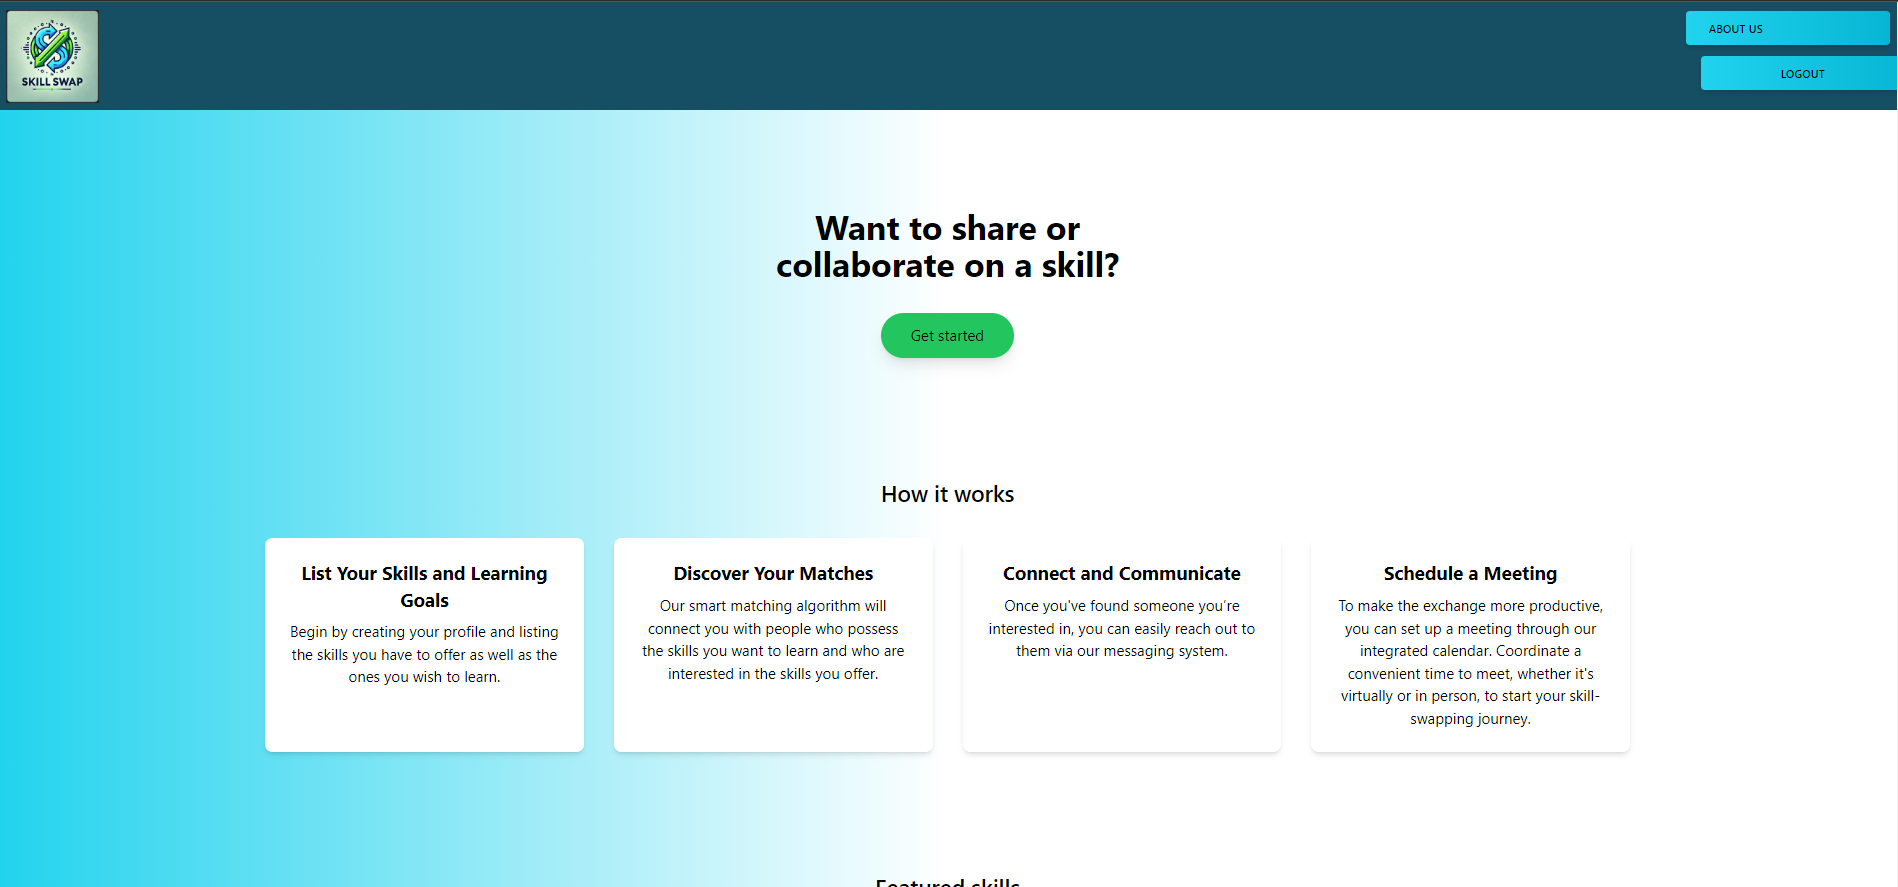 SKILL SWAP
ABOUT US
LOGOUT
Want to share or
collaborate on a skill?
Get started
How it works
List Your Skills and Learning
Goals
Begin by creating your profile and listing
the skills you have to offer as well as the
ones you wish to learn.
Discover Your Matches
Our smart matching algorithm will
connect you with people who possess
the skills you want to learn and who are
interested in the skills you offer.
Connect and Communicate
Once you've found someone you’re
interested in, you can easily reach out to
them via our messaging system.
Schedule a Meeting
To make the exchange more productive,
you can set up a meeting through our
integrated calendar. Coordinate a
convenient time to meet, whether it's
virtually or in person, to start your skill-
swapping journey.
Featured skills